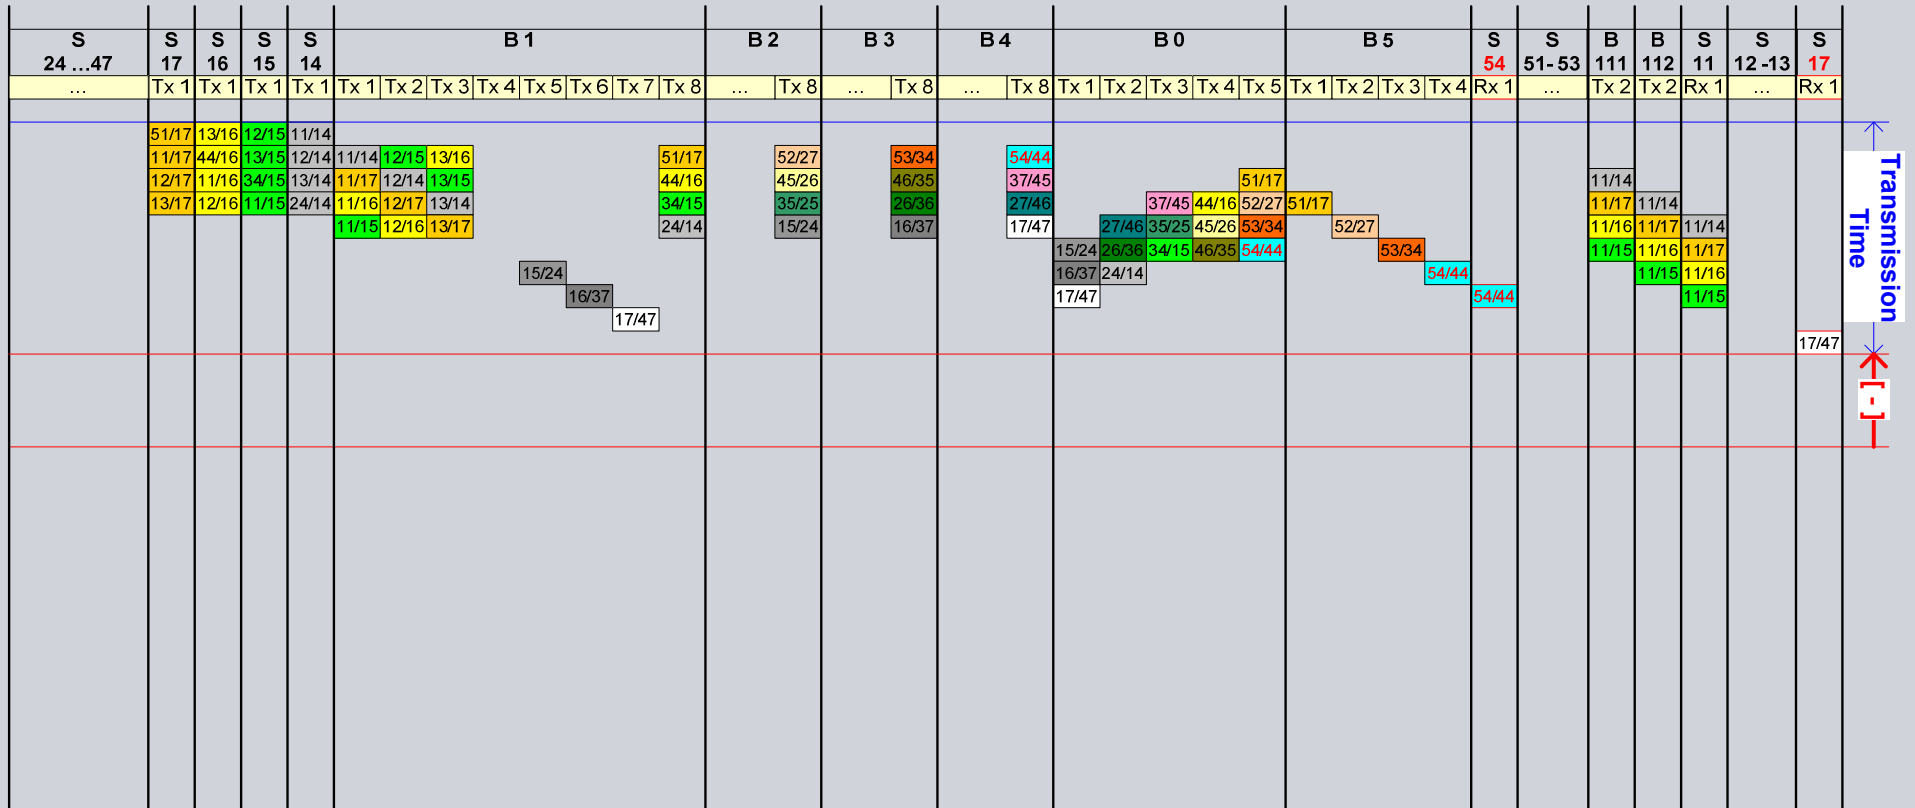 S S S S S B 1 B 2 B 3 B 4 B 0 B 5 S S B B S S S
24 ...47 17 16 15 14 54 51- 53 111 112 11 12 -13 17
... Tx 1 Tx 1 Tx 1 Tx 1 Tx 1 Tx 2 Tx 3 Tx 4 Tx 5 Tx 6 Tx 7 Tx 8 ... Tx 8 ... Tx 8 ... Tx 8 Tx 1 Tx 2 Tx 3 Tx 4 Tx 5 Tx 1 Tx 2 Tx 3 Tx 4 Rx 1 ... Tx 2 Tx 2 Rx 1 ... Rx 1
51/17 13/16 12/15 11/14
11/17 44/16 13/15 12/14 11/14 12/15 13/16 51/17 52/27 53/34 54/44
12/17 11/16 34/15 13/14 11/17 12/14 13/15 44/16 45/26 46/35 37/45 51/17 11/14
13/17 12/16 11/15 24/14 11/16 12/17 13/14 34/15 35/25 26/36 27/46 37/45 44/16 52/27 51/17 11/17 11/14
11/15 12/16 13/17 24/14 15/24 16/37 17/47 27/46 35/25 45/26 53/34 52/27 11/16 11/17 11/14
15/24 26/36 34/15 46/35 54/44 53/34 11/15 11/16 11/17
15/24 16/37 24/14 54/44 11/15 11/16
16/37 17/47 54/44 11/15
17/47
17/47
Transmission
Time
[ - ]